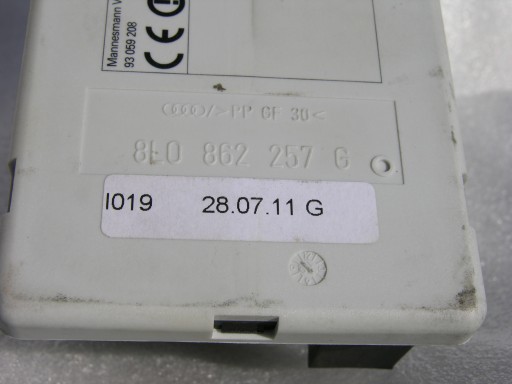 Mannesmann V
93 059 208
CE
/>PP GF 30<
8L0 862 257 G
I019 28.07.11 G